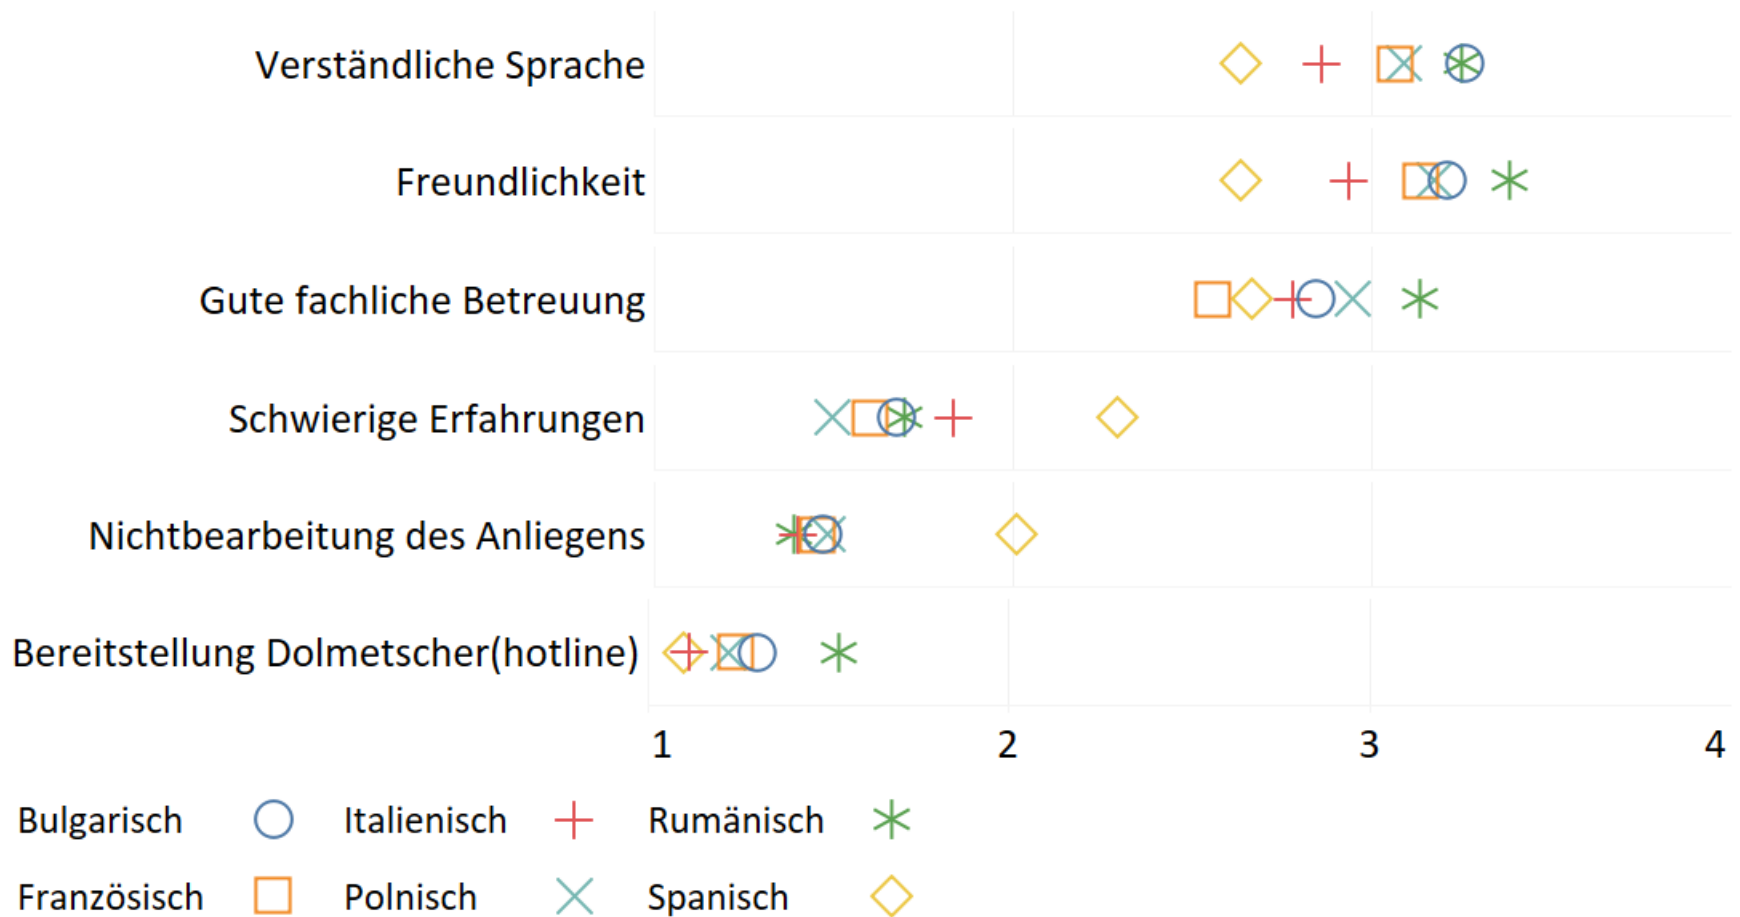 Verständliche Sprache
Freundlichkeit
Gute fachliche Betreuung
Schwierige Erfahrungen
Nichtbearbeitung des Anliegens
Bereitstellung Dolmetscher(hotline)
1 2 3 4
Bulgarisch Italienisch Rumänisch
Französisch Polnisch Spanisch